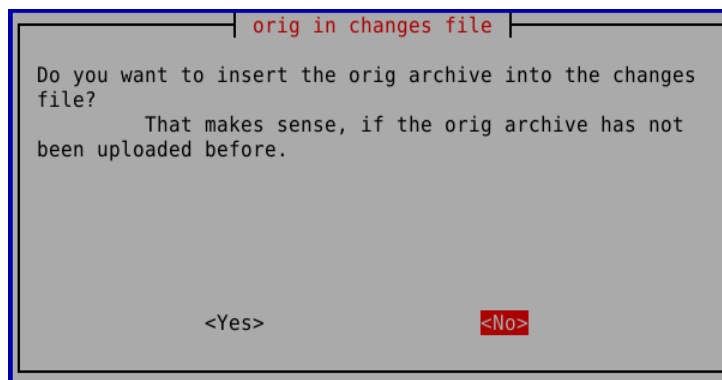 orig in changes file
Do you want to insert the orig archive into the changes
file?
That makes sense, if the orig archive has not
been uploaded before.
<Yes> <No>